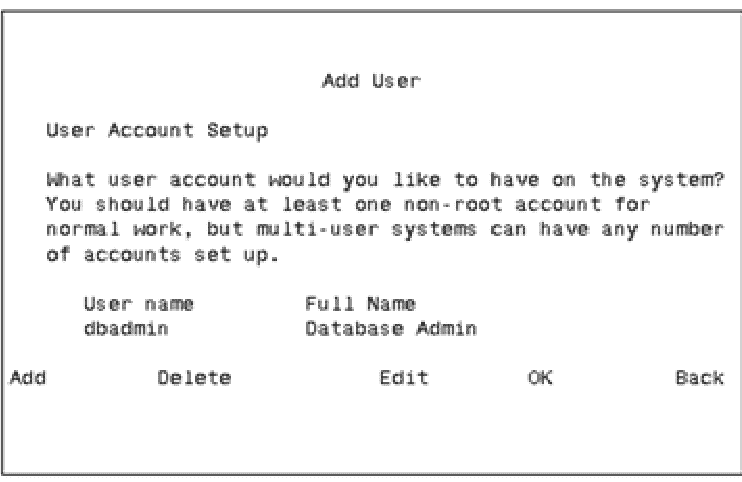 Add User
User Account Setup
What user account would you like to have on the system?
You should have at least one non-root account for
normal work, but multi-user systems can have any number
of accounts set up.
User name Full Name
dbadmin Database Admin
Add Delete Edit OK Back